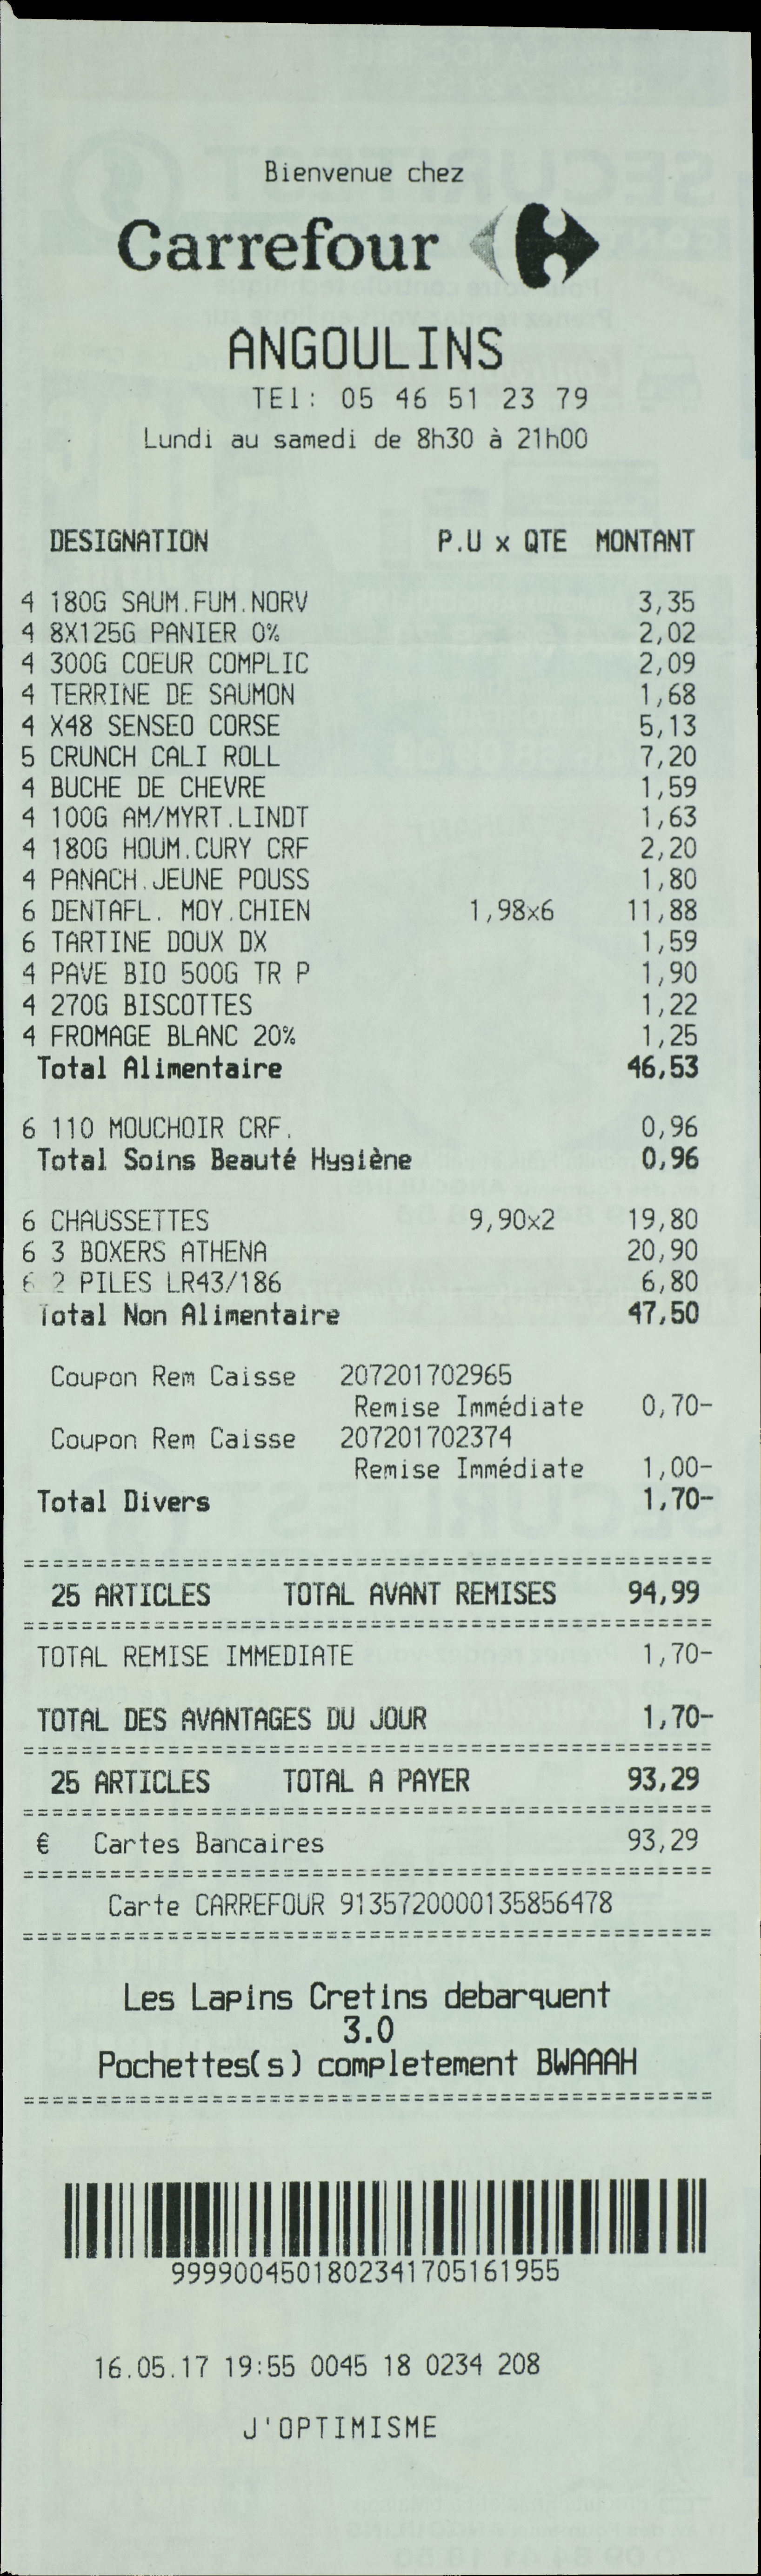 Bienvenue chez
Carrefour
ANGOULINS
TEl: 05 46 51 23 79
Lundi au samedi de 8h30 à 21h00
DESIGNATION P.U x QTE MONTANT
4 180G SAUM.FUM.NORV 3,35
4 8X125G PANIER 0% 2,02
4 300G COEUR COMPLIC 2,09
4 TERRINE DE SAUMON 1,68
4 X48 SENSEO CORSE 5,13
5 CRUNCH CALI ROLL 7,20
4 BUCHE DE CHEVRE 1,59
4 100G AM/MYRT.LINDT 1,63
4 180G HOUM.CURY CRF 2,20
4 PANACH.JEUNE POUSS 1,80
6 DENTAFL. MOY.CHIEN 1,98x6 11,88
6 TARTINE DOUX DX 1,59
4 PAVE BIO 500G TR P 1,90
4 270G BISCOTTES 1,22
4 FROMAGE BLANC 20% 1,25
Total Alimentaire 46,53
6 110 MOUCHOIR CRF. 0,96
Total Soins Beauté Hygiène 0,96
6 CHAUSSETTES 9,90x2 19,80
6 3 BOXERS ATHENA 20,90
6 2 PILES LR43/186 6,80
Total Non Alimentaire 47,50
Coupon Rem Caisse 207201702965
Remise Immédiate 0,70-
Coupon Rem Caisse 207201702374
Remise Immédiate 1,00-
Total Divers 1,70-
================================================
25 ARTICLES TOTAL AVANT REMISES 94,99
================================================
TOTAL REMISE IMMEDIATE 1,70-
TOTAL DES AVANTAGES DU JOUR 1,70-
================================================
25 ARTICLES TOTAL A PAYER 93,29
================================================
€ Cartes Bancaires 93,29
================================================
Carte CARREFOUR 9135720000135856478
================================================
Les Lapins Cretins debarquent
3.0
Pochettes(s) completement BWAAAH
================================================
9999004501802341705161955
16.05.17 19:55 0045 18 0234 208
J'OPTIMISME